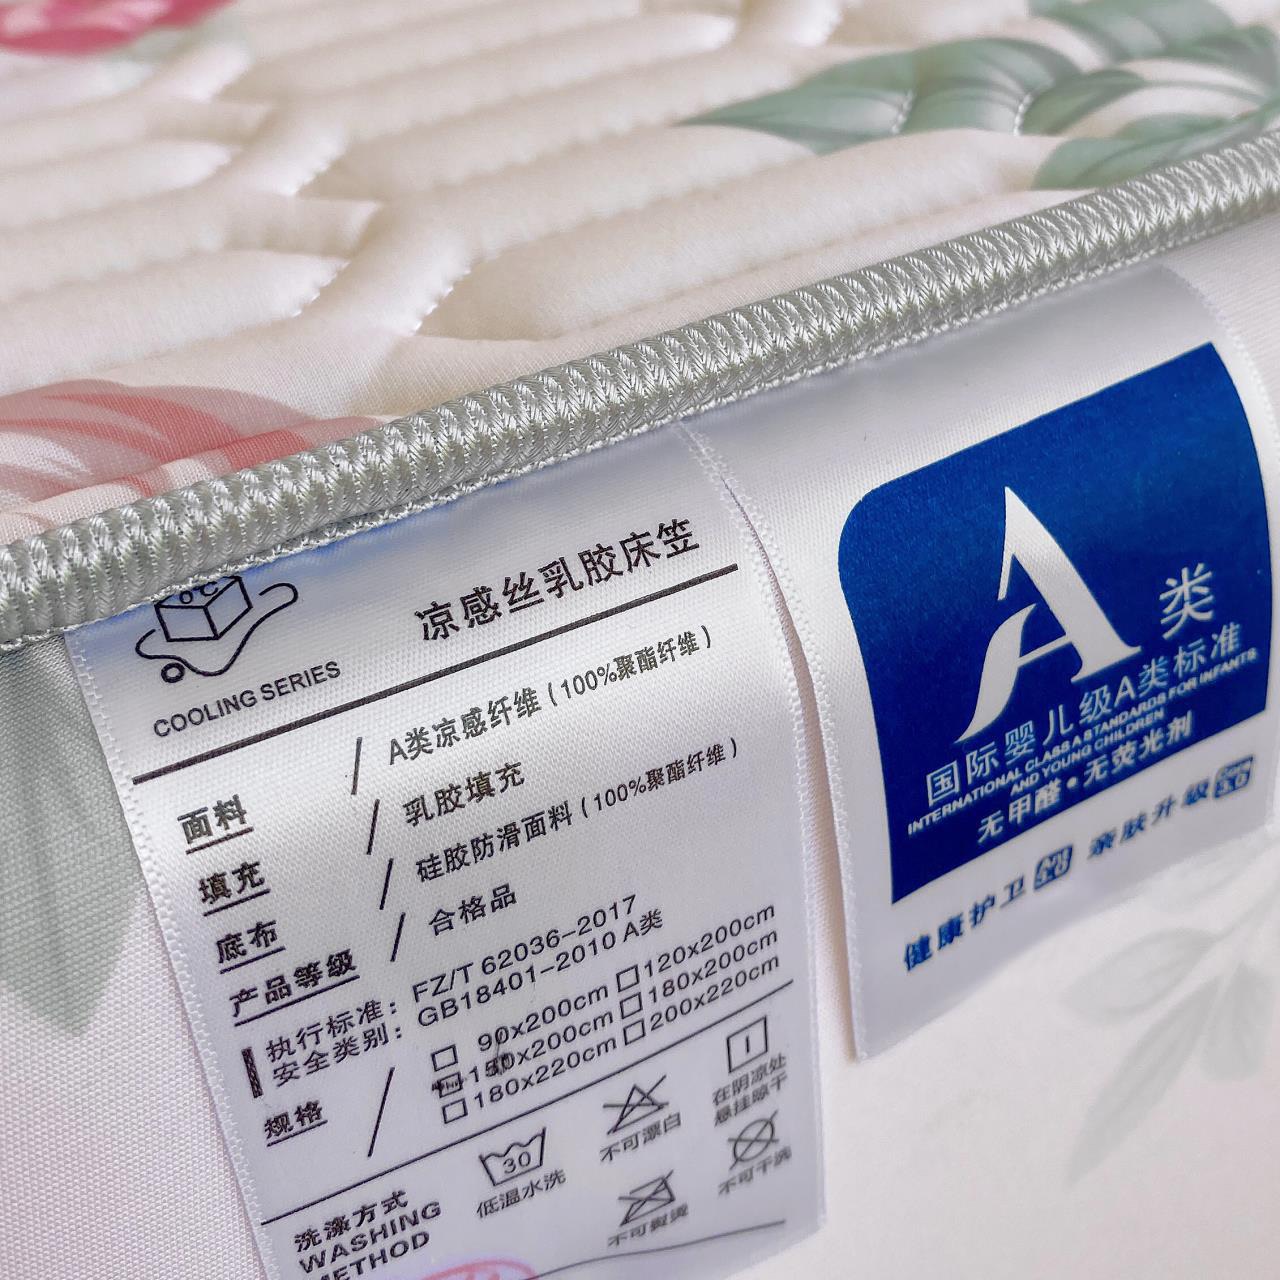 °C
COOLING SERIES
凉感丝乳胶床笠
面料 / A类凉感纤维（100%聚酯纤维）
填充 / 乳胶填充
底布 / 硅胶防滑面料（100%聚酯纤维）
产品等级 / 合格品
执行标准： FZ/T 62036-2017
安全类别： GB18401-2010 A类
规格
90x200cm 120x200cm
150x200cm 180x200cm
180x220cm 200x220cm
洗涤方式
WASHING
METHOD
30
低温水洗
不可漂白
在阴凉处
悬挂晾干
不可熨烫
不可干洗
A类
国际婴儿级A类标准
INTERNATIONAL CLASS A STANDARDS FOR INFANTS
AND YOUNG CHILDREN
无甲醛·无荧光剂
健康护卫 亲肤升级